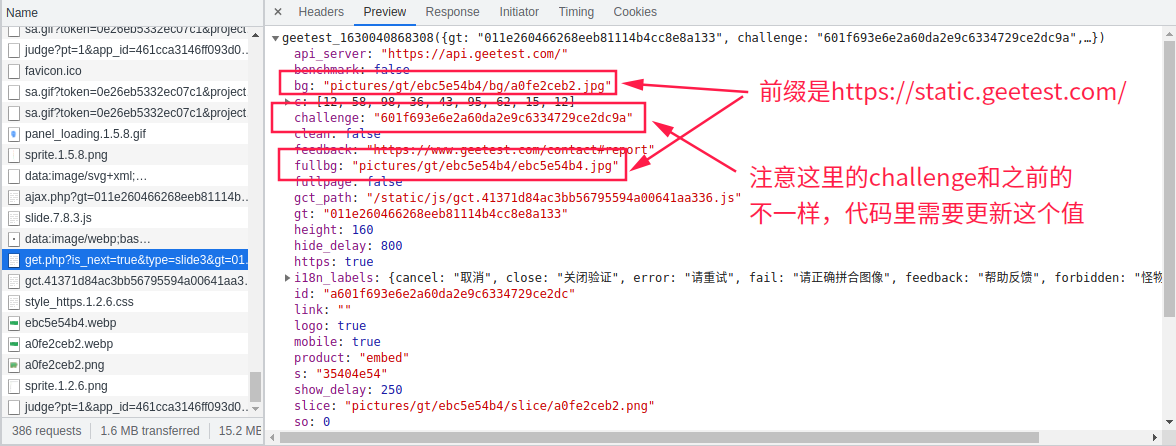 Name
sa.gif?token=0e26eb5332ec07c1&project
judge?pt=1&app_id=461cca3146ff093d0…
favicon.ico
sa.gif?token=0e26eb5332ec07c1&project
sa.gif?token=0e26eb5332ec07c1&project
panel_loading.1.5.8.gif
sprite.1.5.8.png
data:image/svg+xml;…
ajax.php?gt=011e260466268eeb81114b…
slide.7.8.3.js
data:image/webp;bas…
get.php?is_next=true&type=slide3&gt=01…
gct.41371d84ac3bb56795594a00641aa3…
style_https.1.2.6.css
ebc5e54b4.webp
a0fe2ceb2.webp
a0fe2ceb2.png
sprite.1.2.6.png
judge?pt=1&app_id=461cca3146ff093d0…
386 requests 1.6 MB transferred 15.2 MB
× Headers Preview Response Initiator Timing Cookies
geetest_1630040868308({gt: "011e260466268eeb81114b4cc8e8a133", challenge: "601f693e6e2a60da2e9c6334729ce2dc9a",…})
api_server: "https://api.geetest.com/"
benchmark: false
bg: "pictures/gt/ebc5e54b4/bg/a0fe2ceb2.jpg"
c: [12, 58, 98, 36, 43, 95, 62, 15, 12]
challenge: "601f693e6e2a60da2e9c6334729ce2dc9a"
clean: false
feedback: "https://www.geetest.com/contact#report"
fullbg: "pictures/gt/ebc5e54b4/ebc5e54b4.jpg"
fullpage: false
gct_path: "/static/js/gct.41371d84ac3bb56795594a00641aa336.js"
gt: "011e260466268eeb81114b4cc8e8a133"
height: 160
hide_delay: 800
https: true
i18n_labels: {cancel: "取消", close: "关闭验证", error: "请重试", fail: "请正确拼合图像", feedback: "帮助反馈", forbidden: "怪物
id: "a601f693e6e2a60da2e9c6334729ce2dc"
link: ""
logo: true
mobile: true
product: "embed"
s: "35404e54"
show_delay: 250
slice: "pictures/gt/ebc5e54b4/slice/a0fe2ceb2.png"
so: 0
前缀是https://static.geetest.com/
注意这里的challenge和之前的
不一样，代码里需要更新这个值